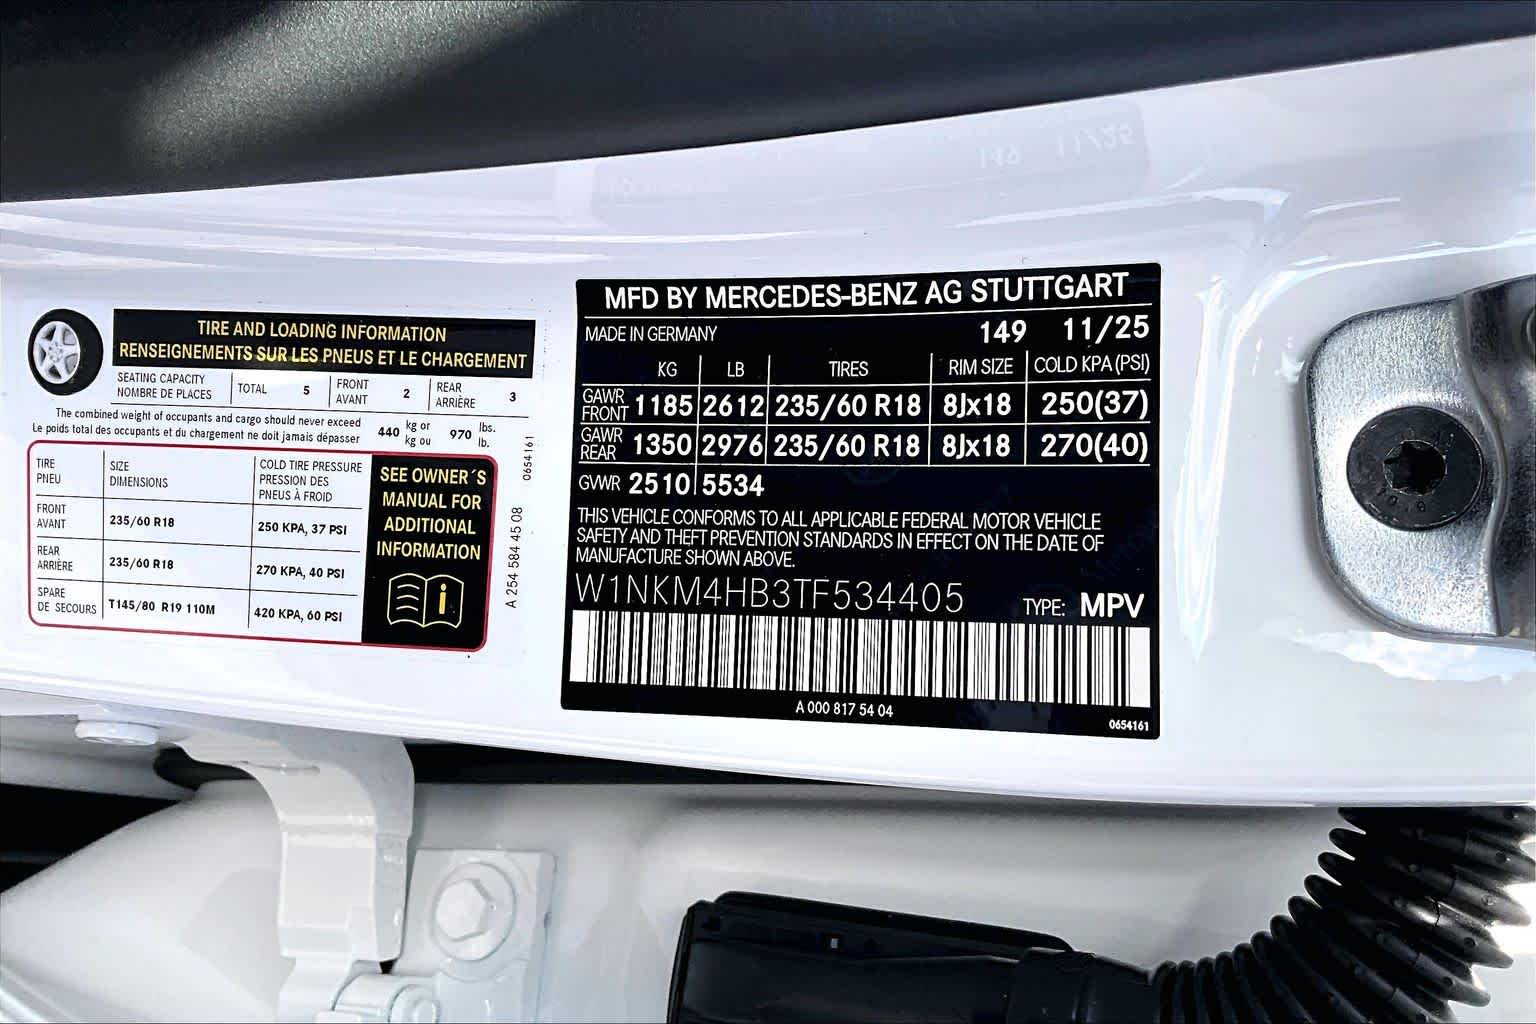 TIRE AND LOADING INFORMATION
RENSEIGNEMENTS SUR LES PNEUS ET LE CHARGEMENT
SEATING CAPACITY
NOMBRE DE PLACES
TOTAL 5
FRONT
AVANT
2
REAR
ARRIÈRE
3
The combined weight of occupants and cargo should never exceed
Le poids total des occupants et du chargement ne doit jamais dépasser
440 kg or
kg ou
970 lbs.
lb.
TIRE
PNEU
SIZE
DIMENSIONS
COLD TIRE PRESSURE
PRESSION DES
PNEUS À FROID
FRONT
AVANT
235/60 R18
250 KPA, 37 PSI
REAR
ARRIÈRE
235/60 R18
270 KPA, 40 PSI
SPARE
DE SECOURS
T145/80 R19 110M
420 KPA, 60 PSI
SEE OWNER´S
MANUAL FOR
ADDITIONAL
INFORMATION
i
A 254 584 45 08
0654161
MFD BY MERCEDES-BENZ AG STUTTGART
MADE IN GERMANY 149 11/25
KG LB TIRES RIM SIZE COLD KPA (PSI)
GAWR
FRONT
1185 2612 235/60 R18 8Jx18 250(37)
GAWR
REAR
1350 2976 235/60 R18 8Jx18 270(40)
GVWR 2510 5534
THIS VEHICLE CONFORMS TO ALL APPLICABLE FEDERAL MOTOR VEHICLE
SAFETY AND THEFT PREVENTION STANDARDS IN EFFECT ON THE DATE OF
MANUFACTURE SHOWN ABOVE.
W1NKM4HB3TF534405 TYPE: MPV
A 000 817 54 04
0654161